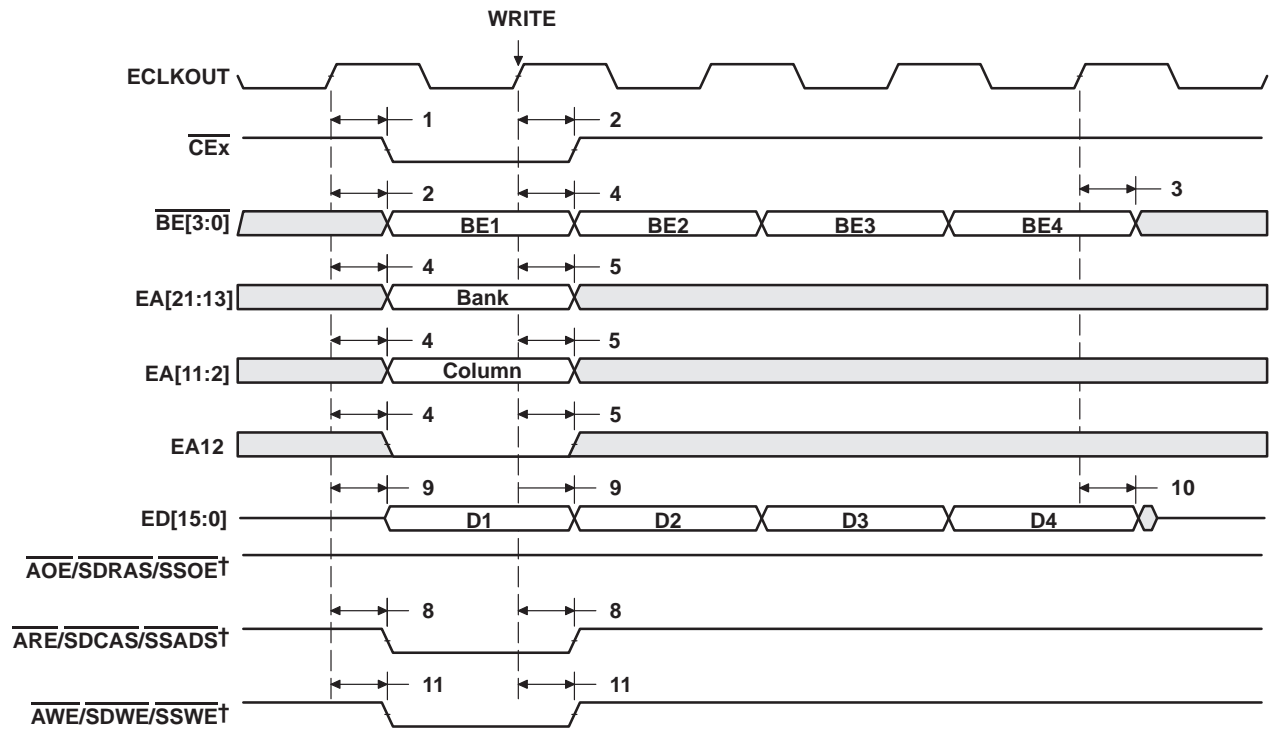 WRITE
ECLKOUT
1 2
CEx
2 4 3
BE[3:0] BE1 BE2 BE3 BE4
4 5
EA[21:13] Bank
4 5
EA[11:2] Column
4 5
EA12
9 9 10
ED[15:0] D1 D2 D3 D4
AOE/SDRAS/SSOE†
8 8
ARE/SDCAS/SSADS†
11 11
AWE/SDWE/SSWE†